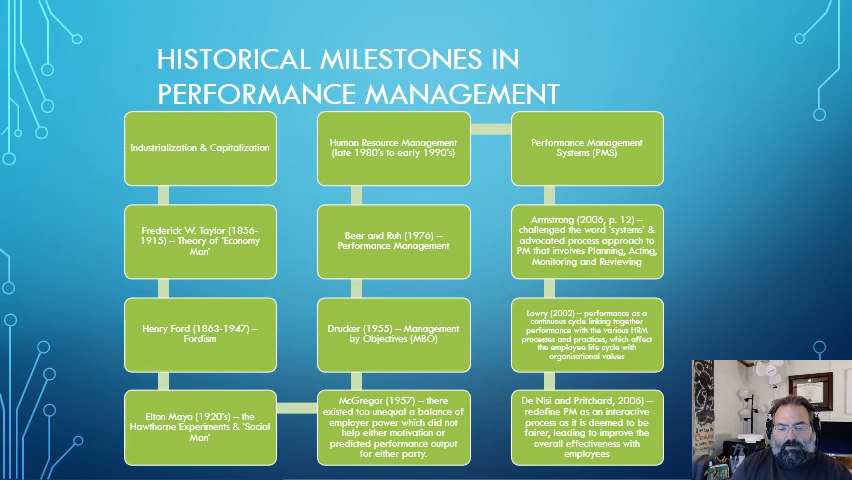 HISTORICAL MILESTONES IN
PERFORMANCE MANAGEMENT
Industrialization & Capitalization
Frederick W. Taylor (1856-
1915) – Theory of 'Economy
Man'
Henry Ford (1863-1947) –
Fordism
Elton Mayo (1920's) – the
Hawthorne Experiments & 'Social
Man'
McGregor (1957) – there
existed too unequal a balance of
employer power which did not
help either motivation or
predicted performance output
for either party.
Drucker (1955) – Management
by Objectives (MBO)
Beer and Ruh (1976) –
Performance Management
Human Resource Management
(late 1980's to early 1990's)
Performance Management
Systems (PMS)
Armstrong (2006, p. 12) –
challenged the word 'systems' &
advocated process approach to
PM that involves Planning, Acting,
Monitoring and Reviewing
Lowry (2002) – performance as a
continuous cycle linking together
performance with the various HRM
processes and practices, which affect
the employee life cycle with
organisational values
De Nisi and Pritchard, 2006) –
redefine PM as an interactive
process as it is deemed to be
fairer, leading to improve the
overall effectiveness with
employees